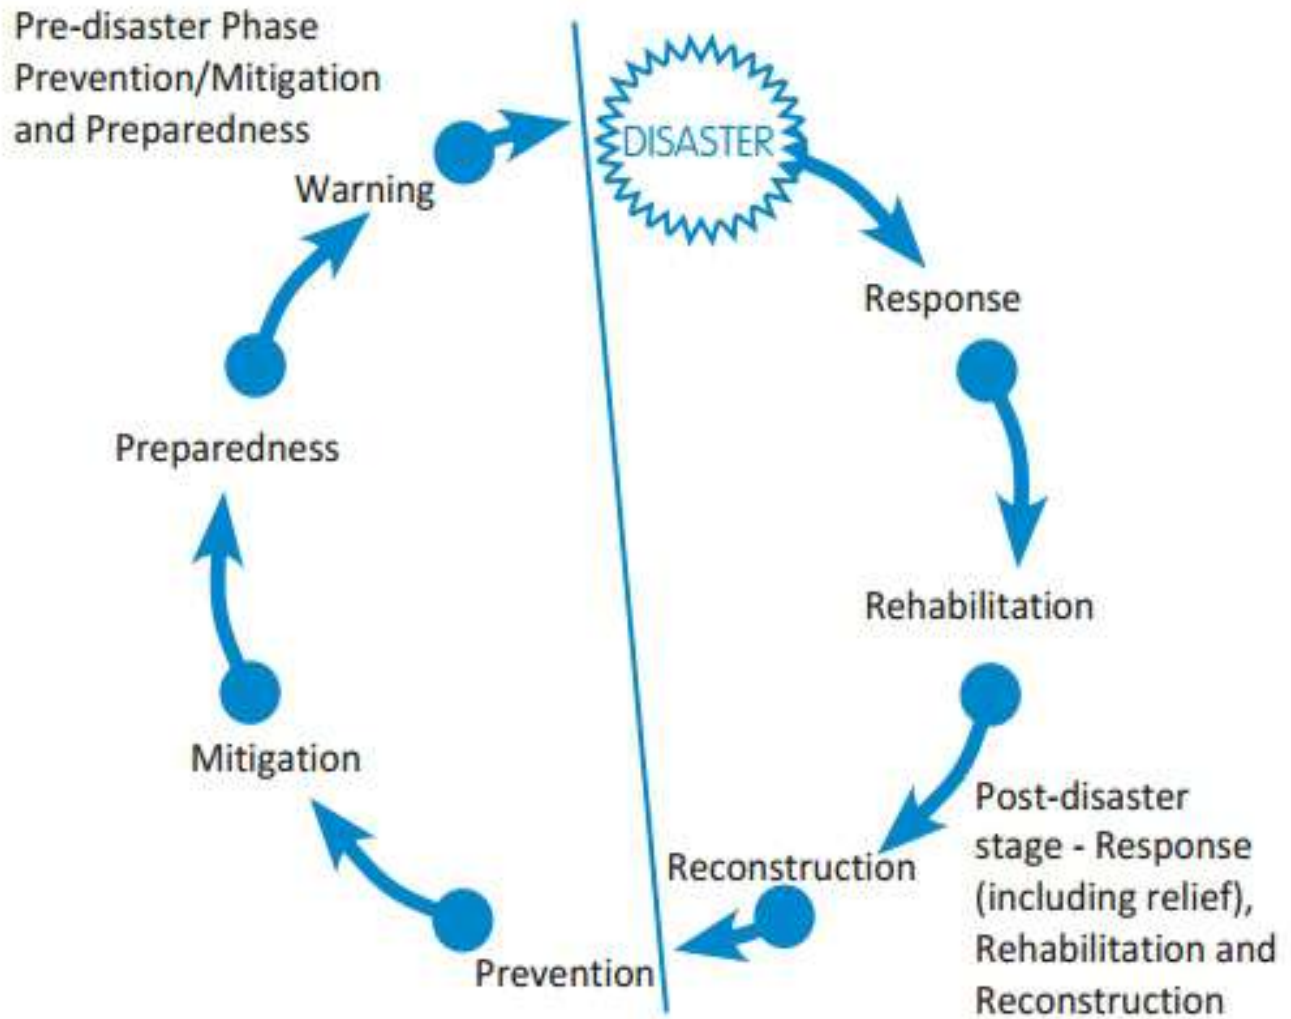 Pre-disaster Phase
Prevention/Mitigation
and Preparedness
Warning
DISASTER
Response
Preparedness
Rehabilitation
Mitigation
Reconstruction
Prevention
Post-disaster
stage - Response
(including relief),
Rehabilitation and
Reconstruction